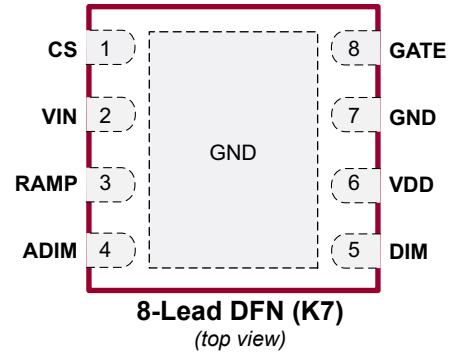 CS 1 8 GATE
VIN 2 7 GND
GND
RAMP 3 6 VDD
ADIM 4 5 DIM
8-Lead DFN (K7)
(top view)